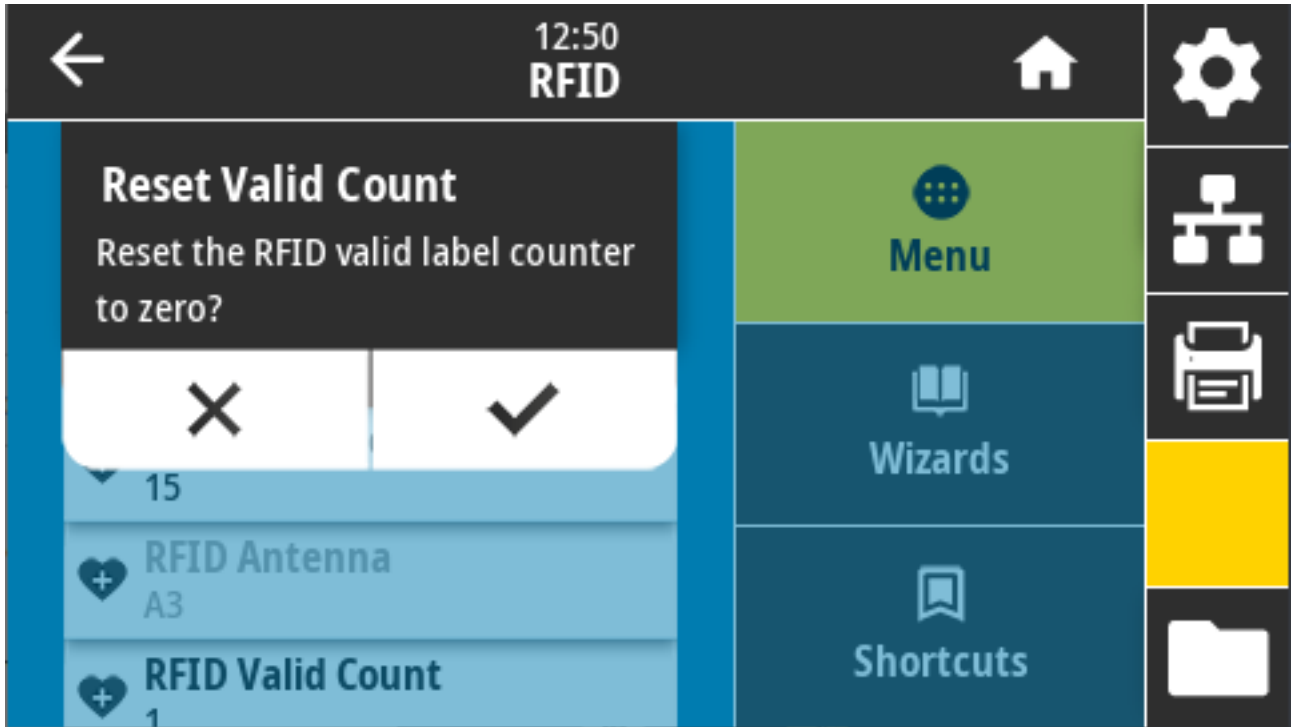 12:50
RFID
Reset Valid Count
Reset the RFID valid label counter
to zero?
15
RFID Antenna
A3
RFID Valid Count
1
Menu
Wizards
Shortcuts